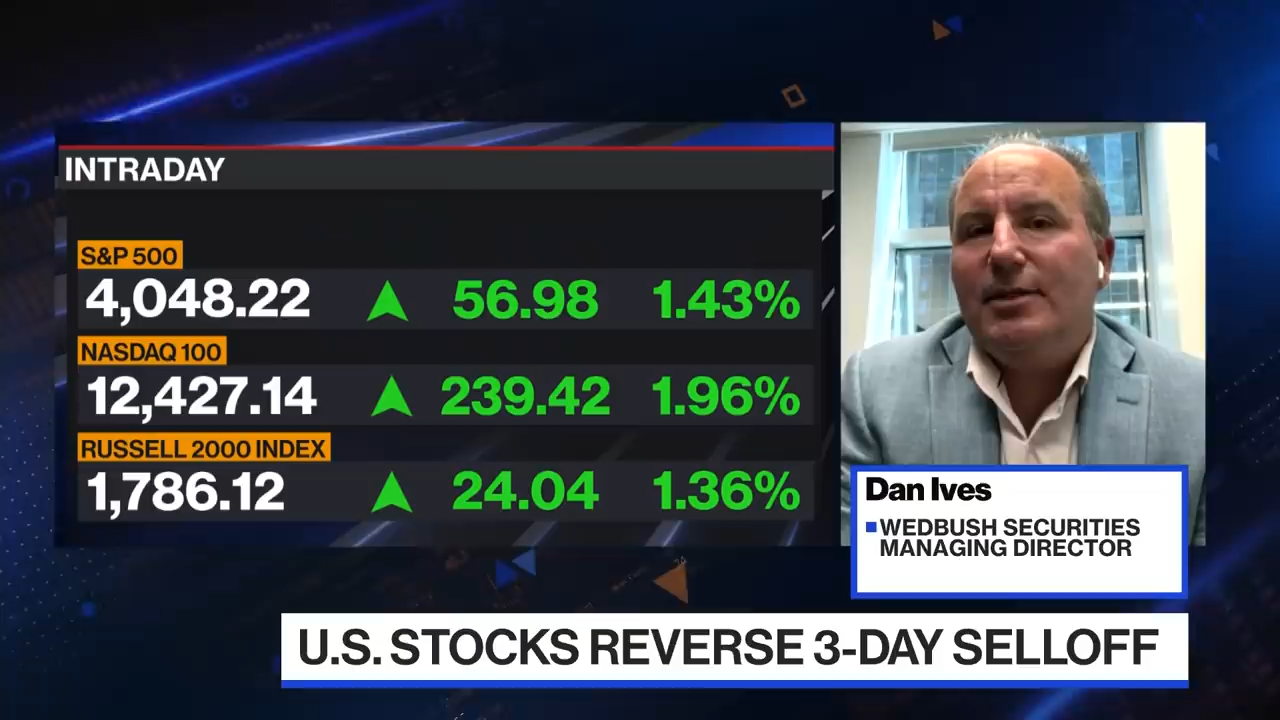 INTRADAY
S&P 500
4,048.22 ▲ 56.98 1.43%
NASDAQ 100
12,427.14 ▲ 239.42 1.96%
RUSSELL 2000 INDEX
1,786.12 ▲ 24.04 1.36%
Dan Ives
WEDBUSH SECURITIES
MANAGING DIRECTOR
U.S. STOCKS REVERSE 3-DAY SELLOFF